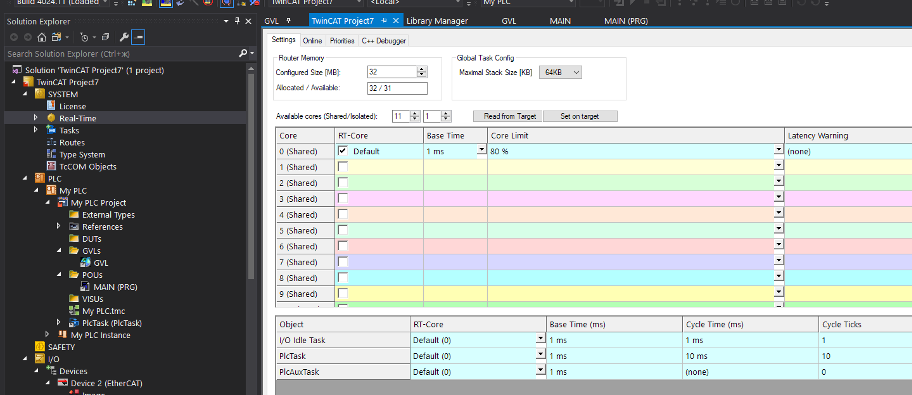 Build 4024.11 (Loaded
TwinCAT Project7
<Local>
My PLC
Solution Explorer
GVL
TwinCAT Project7
Library Manager
GVL
MAIN
MAIN (PRG)
Search Solution Explorer (Ctrl+ж)
Solution 'TwinCAT Project7' (1 project)
TwinCAT Project7
SYSTEM
License
Real-Time
Tasks
Routes
Type System
TcCOM Objects
PLC
My PLC
My PLC Project
External Types
References
DUTs
GVLs
GVL
POUs
MAIN (PRG)
VISUs
My PLC.tmc
PlcTask (PlcTask)
My PLC Instance
SAFETY
I/O
Devices
Device 2 (EtherCAT)
Image
Settings Online Priorities C++ Debugger
Router Memory
Configured Size [MB]: 32
Allocated / Available: 32 / 31
Global Task Config
Maximal Stack Size [KB] 64KB
Available cores (Shared/Isolated): 11 1 Read from Target Set on target
Core RT-Core Base Time Core Limit Latency Warning
0 (Shared) Default 1 ms 80 % (none)
1 (Shared)
2 (Shared)
3 (Shared)
4 (Shared)
5 (Shared)
6 (Shared)
7 (Shared)
8 (Shared)
9 (Shared)
Object RT-Core Base Time (ms) Cycle Time (ms) Cycle Ticks
I/O Idle Task Default (0) 1 ms 1 ms 1
PlcTask Default (0) 1 ms 10 ms 10
PlcAuxTask Default (0) 1 ms (none) 0